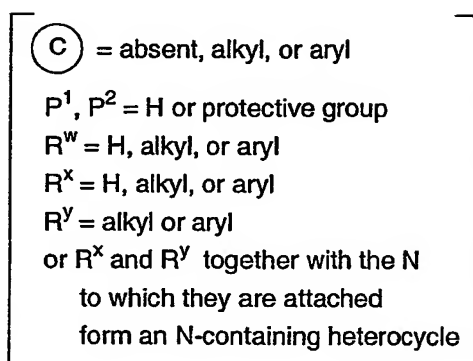 C = absent, alkyl, or aryl
P¹, P² = H or protective group
Rʷ = H, alkyl, or aryl
Rˣ = H, alkyl, or aryl
Rʸ = alkyl or aryl
or Rˣ and Rʸ together with the N
to which they are attached
form an N-containing heterocycle